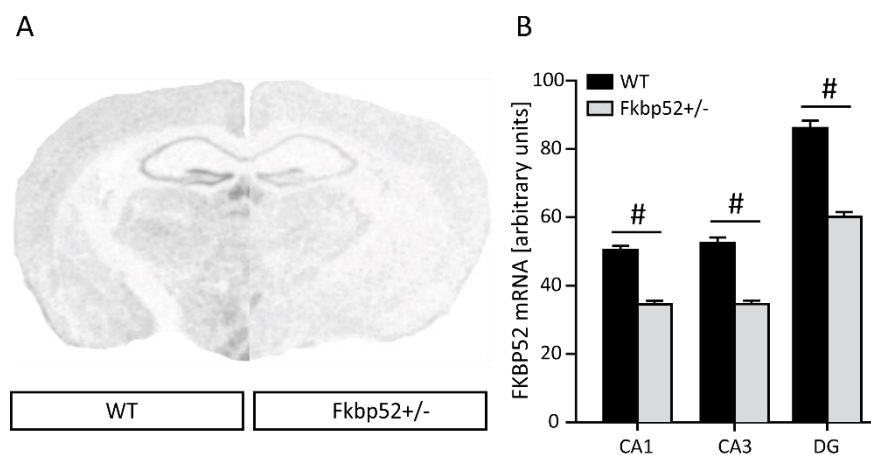 A
WT
Fkbp52+/-
B
FKBP52 mRNA [arbitrary units]
100
80
60
40
20
0
WT
Fkbp52+/-
#
#
#
CA1
CA3
DG